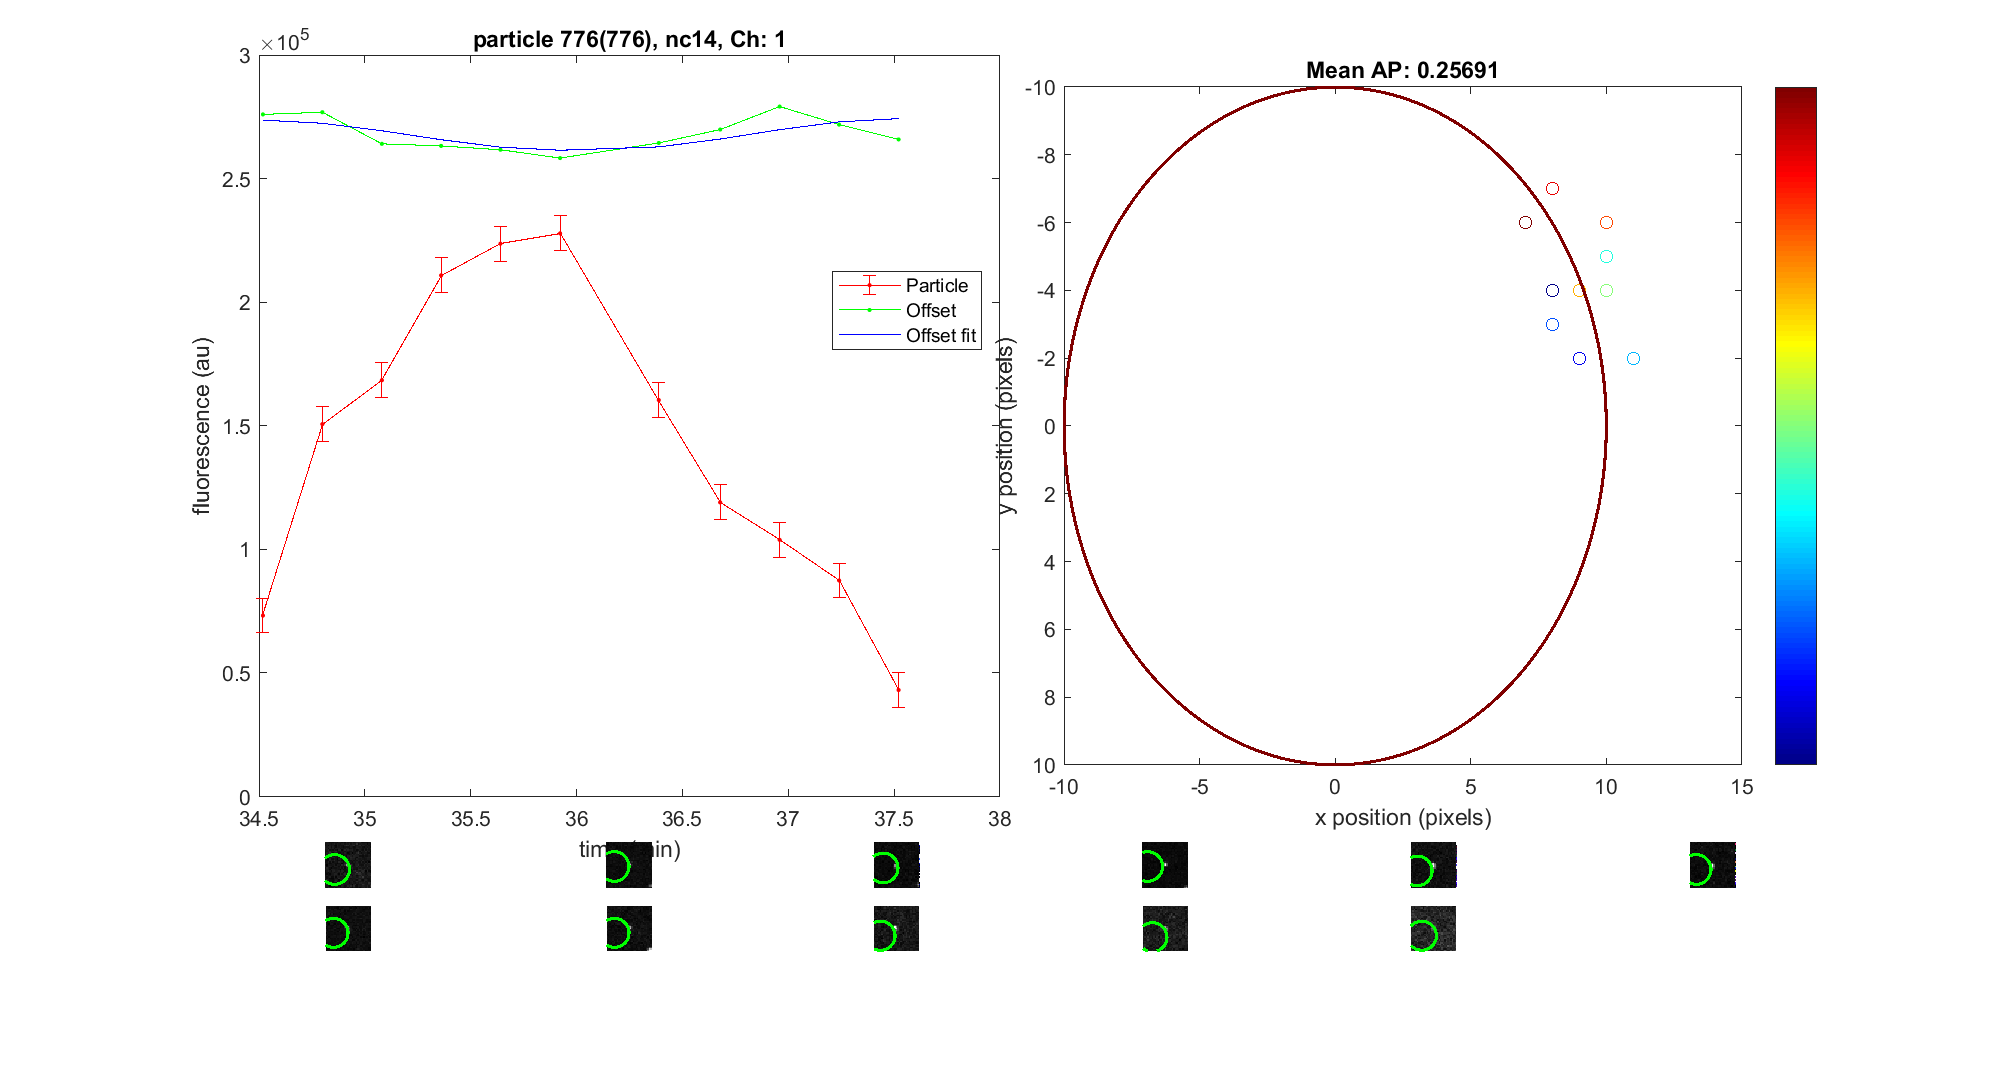 particle 776(776), nc14, Ch: 1
×10^5
3
2.5
2
1.5
1
0.5
0
fluorescence (au)
34.5 35 35.5 36 36.5 37 37.5 38
Particle
Offset
Offset fit
Mean AP: 0.25691
-10
-8
-6
-4
-2
0
2
4
6
8
10
y position (pixels)
-10 -5 0 5 10 15
x position (pixels)